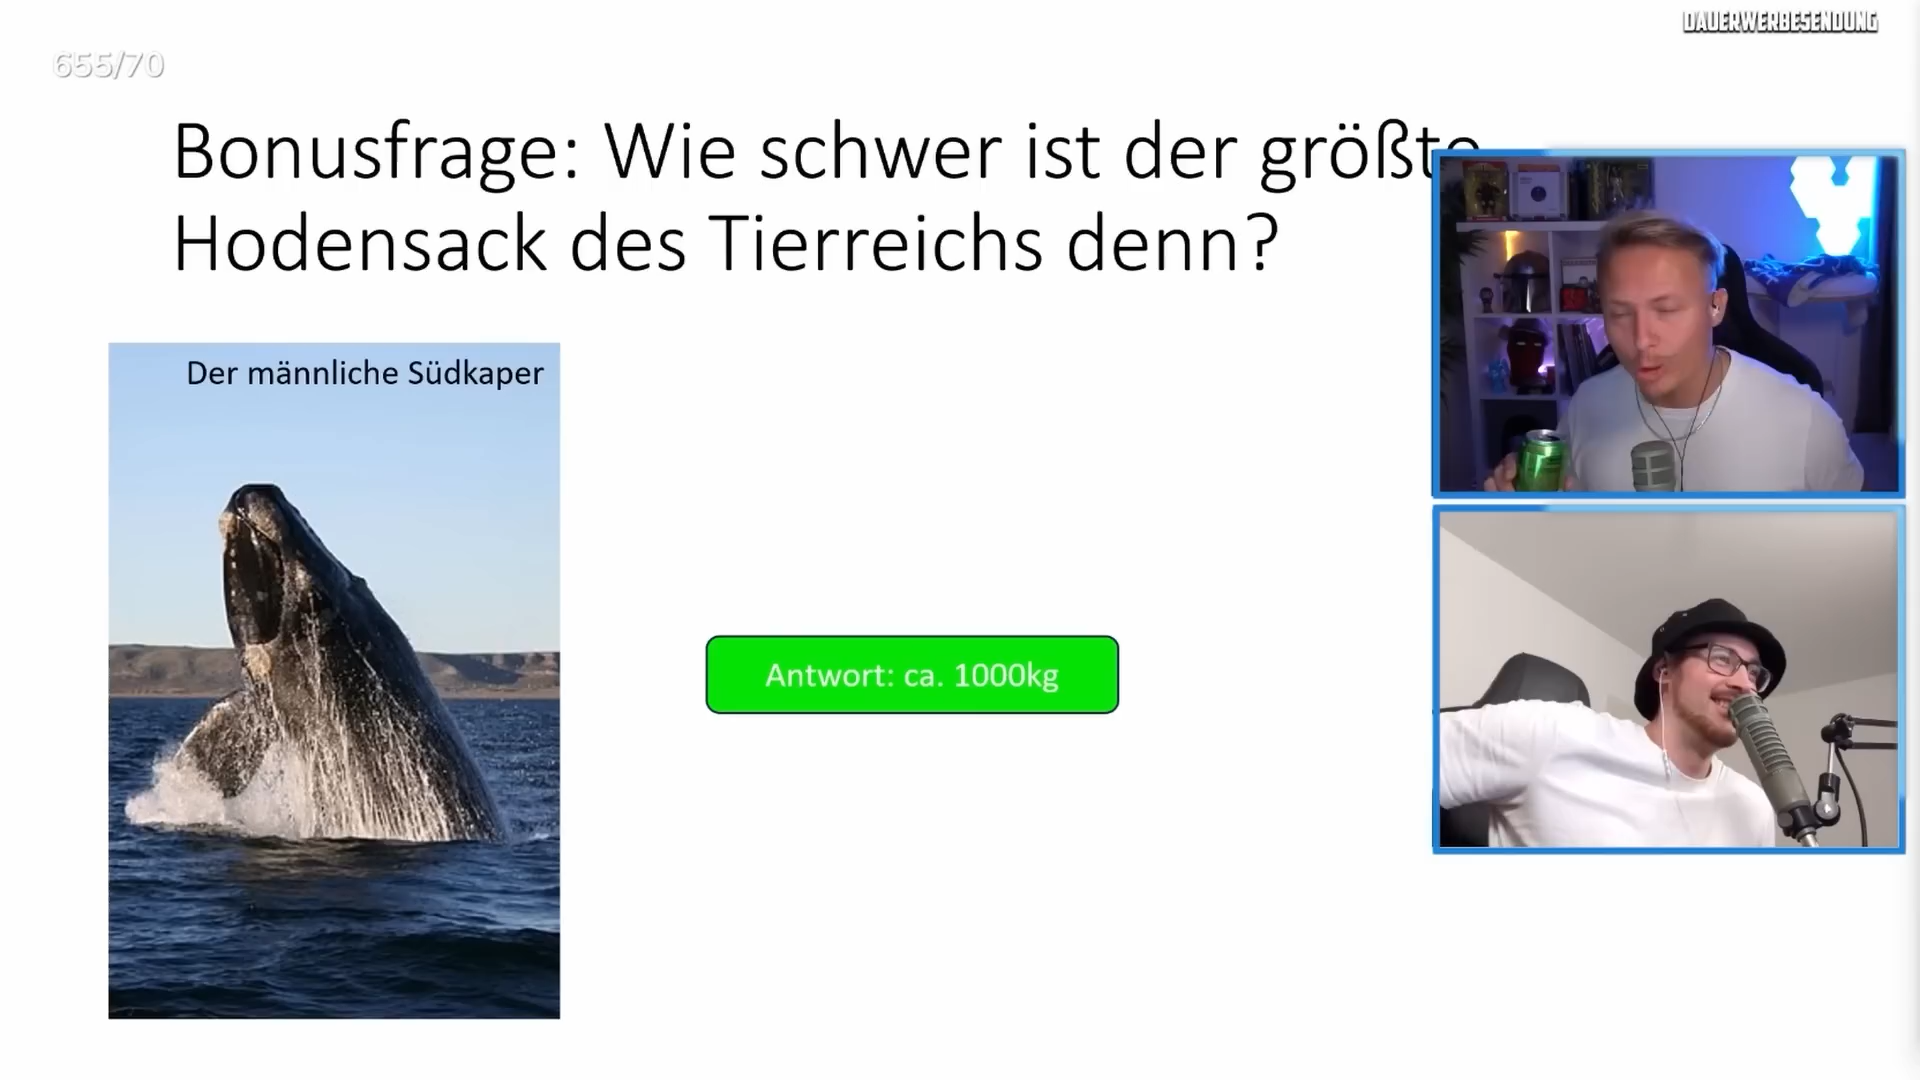 DAUERWERBESENDUNG
655/70
Bonusfrage: Wie schwer ist der größte
Hodensack des Tierreichs denn?
Der männliche Südkaper
Antwort: ca. 1000kg